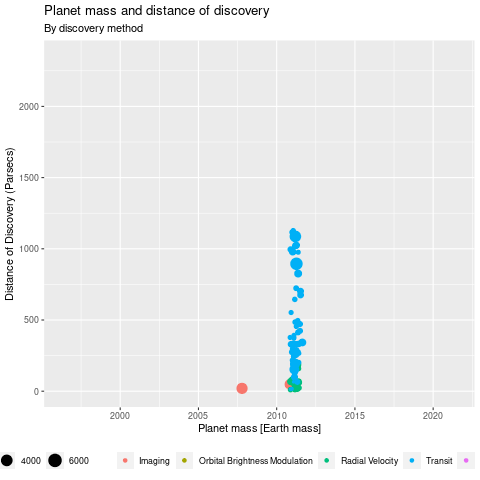 Planet mass and distance of discovery
By discovery method
Distance of Discovery (Parsecs)
2000
1500
1000
500
0
2000
2005
2010
2015
2020
Planet mass [Earth mass]
4000
6000
Imaging
Orbital Brightness Modulation
Radial Velocity
Transit